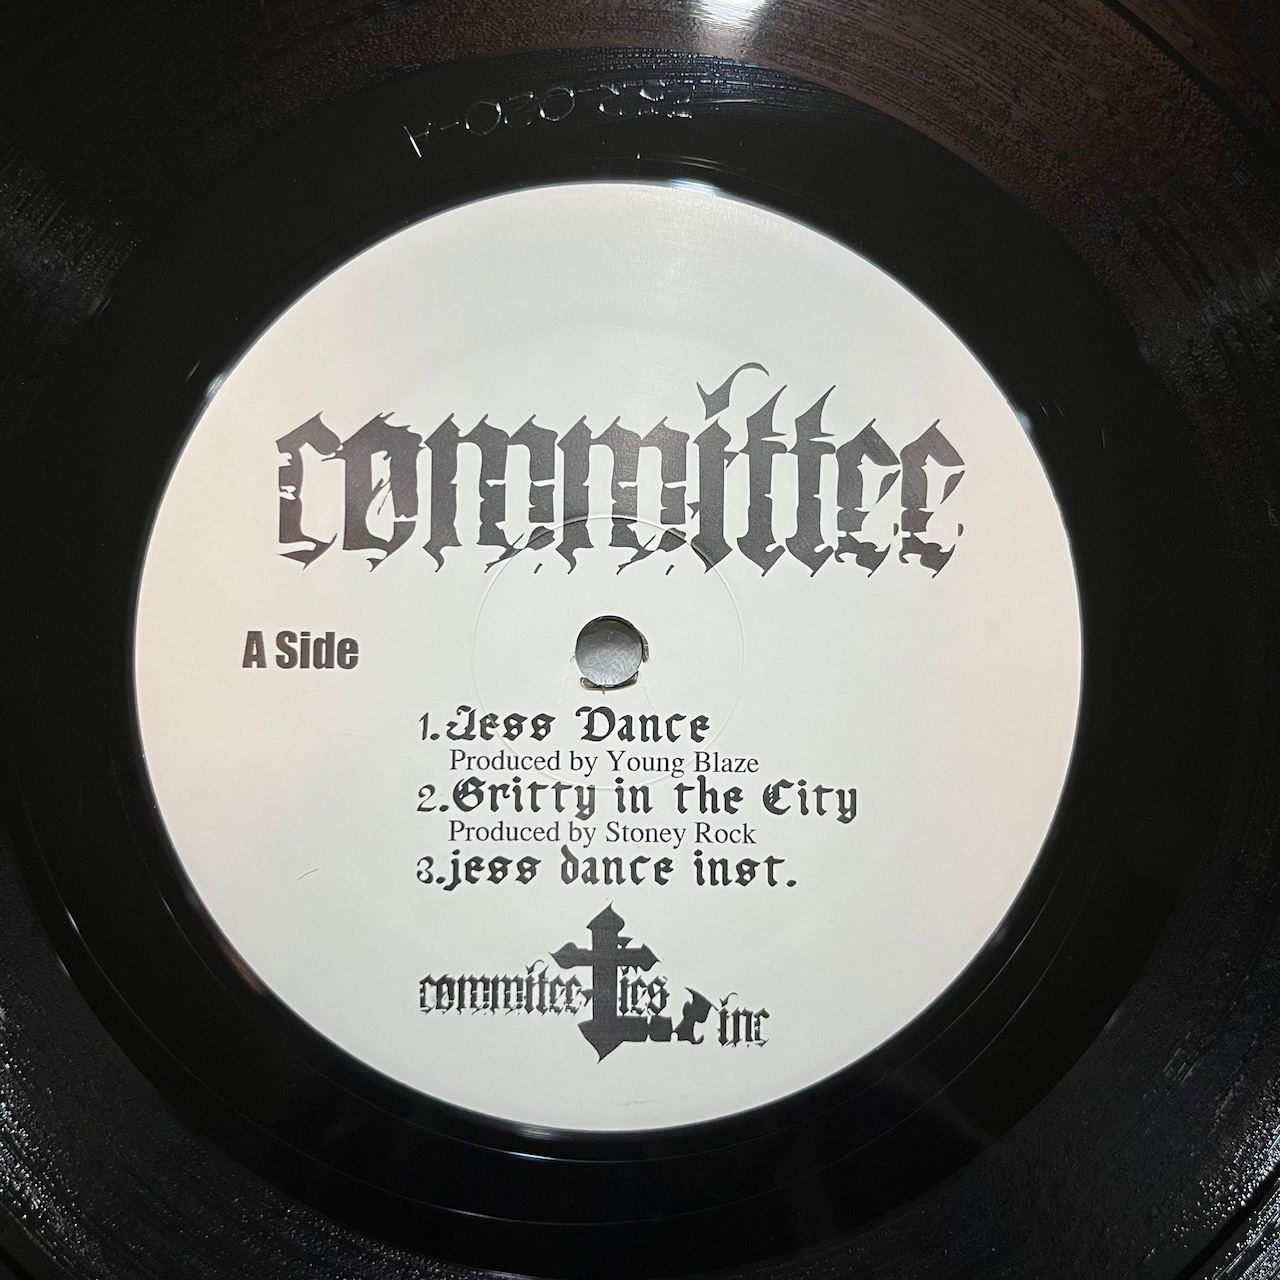 committee
A Side
1. Jess Dance
Produced by Young Blaze
2. Gritty in the City
Produced by Stoney Rock
3. jess dance inst.
committee Ties inc